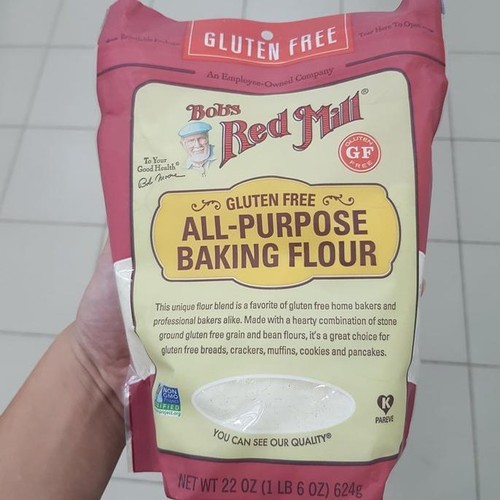 GLUTEN FREE
An Employee-Owned Company
Bob's
Red Mill®
To Your
Good Health®
Bob Moore
GLUTEN
GF
FREE
GLUTEN FREE
ALL-PURPOSE
BAKING FLOUR
This unique flour blend is a favorite of gluten free home bakers and
professional bakers alike. Made with a hearty combination of stone
ground gluten free grain and bean flours, it's a great choice for
gluten free breads, crackers, muffins, cookies and pancakes.
NON
GMO
K
PAREVE
YOU CAN SEE OUR QUALITY®
NET WT 22 OZ (1 LB 6 OZ) 624g